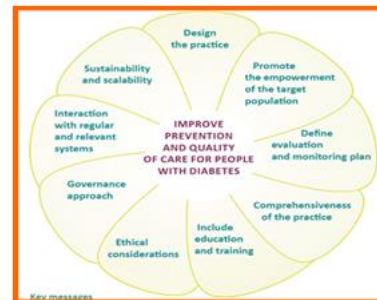 Design
the practice
Promote
the empowerment
of the target
population
Define
evaluation
and monitoring plan
Comprehensiveness
of the practice
Include
education
and training
Ethical
considerations
Governance
approach
Interaction
with regular
and relevant
systems
Sustainability
and scalability
IMPROVE
PREVENTION
AND QUALITY
OF CARE FOR PEOPLE
WITH DIABETES
Key messages